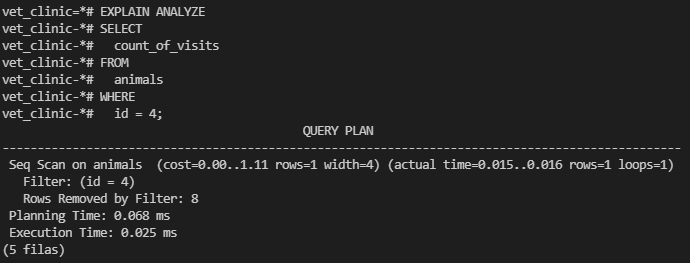 vet_clinic=*# EXPLAIN ANALYZE
vet_clinic-*# SELECT
vet_clinic-*#   count_of_visits
vet_clinic-*# FROM
vet_clinic-*#   animals
vet_clinic-*# WHERE
vet_clinic-*#   id = 4;
QUERY PLAN
-------------------------------------------------------------------------------------------------
Seq Scan on animals  (cost=0.00..1.11 rows=1 width=4) (actual time=0.015..0.016 rows=1 loops=1)
Filter: (id = 4)
Rows Removed by Filter: 8
Planning Time: 0.068 ms
Execution Time: 0.025 ms
(5 filas)